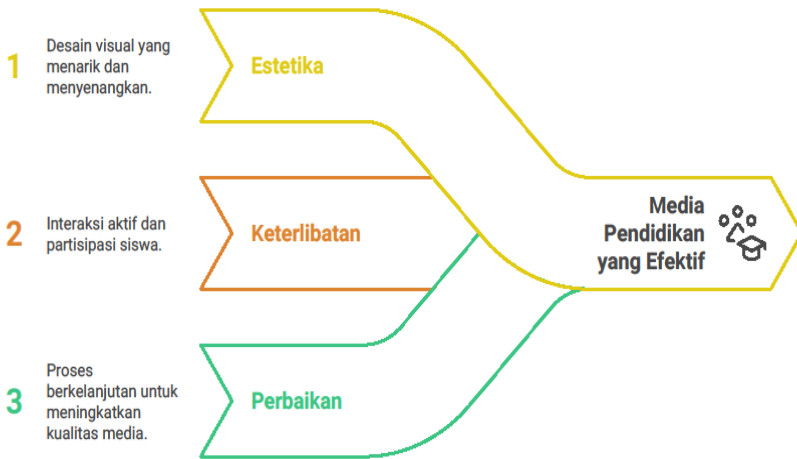 1
Desain visual yang
menarik dan
menyenangkan.
Estetika
2
Interaksi aktif dan
partisipasi siswa.
Keterlibatan
3
Proses
berkelanjutan untuk
meningkatkan
kualitas media.
Perbaikan
Media
Pendidikan
yang Efektif